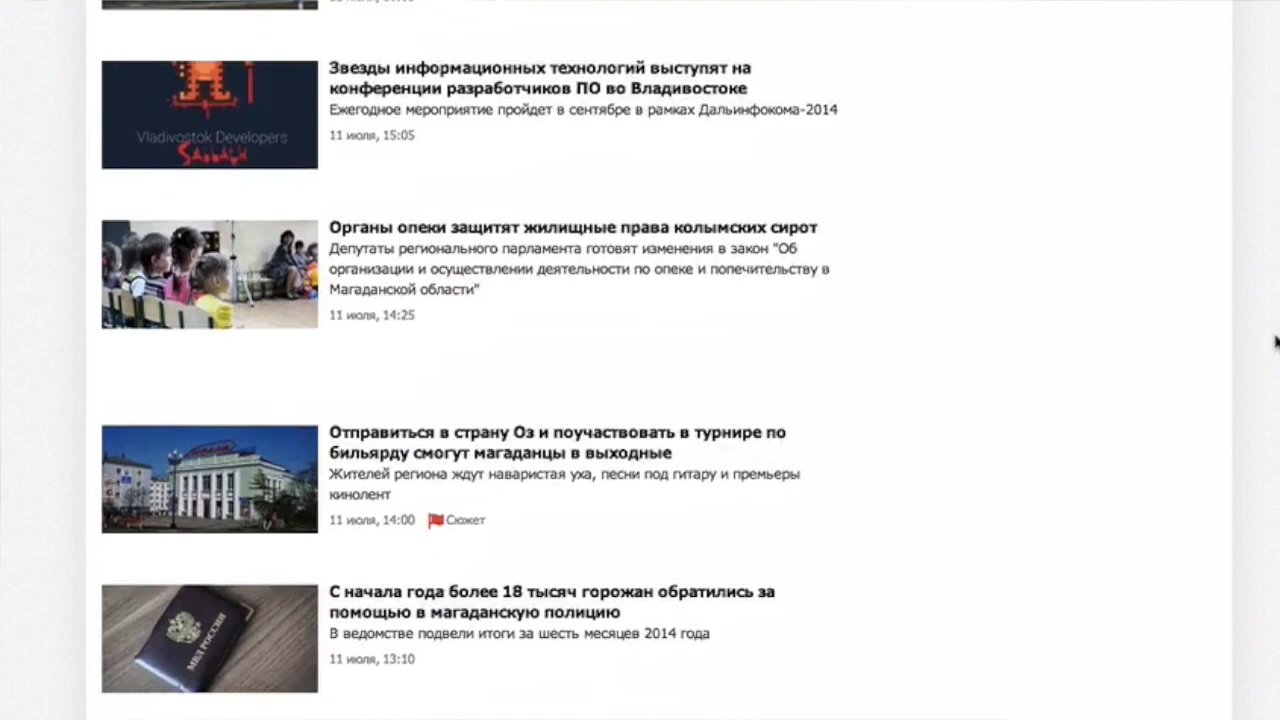 Звезды информационных технологий выступят на
конференции разработчиков ПО во Владивостоке
Ежегодное мероприятие пройдет в сентябре в рамках Дальинфокома-2014
11 июля, 15:05
Vladivostok Developers
Sabbath
Органы опеки защитят жилищные права колымских сирот
Депутаты регионального парламента готовят изменения в закон "Об
организации и осуществлении деятельности по опеке и попечительству в
Магаданской области"
11 июля, 14:25
Отправиться в страну Оз и поучаствовать в турнире по
бильярду смогут магаданцы в выходные
Жителей региона ждут наваристая уха, песни под гитару и премьеры
кинолент
11 июля, 14:00 Сюжет
С начала года более 18 тысяч горожан обратились за
помощью в магаданскую полицию
В ведомстве подвели итоги за шесть месяцев 2014 года
11 июля, 13:10
МВД РОССИИ